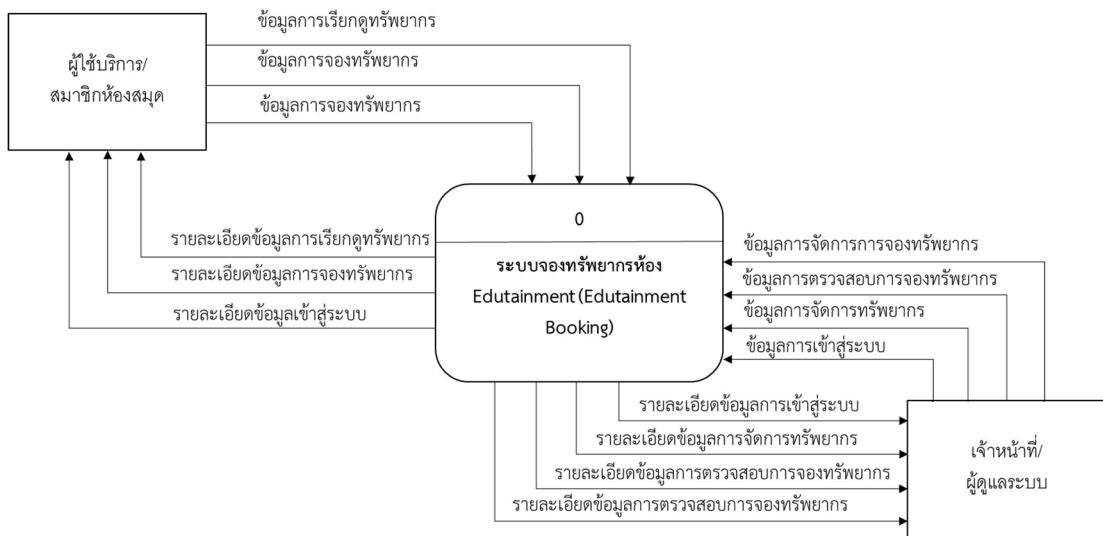 ข้อมูลการเรียกดูทรัพยากร
ผู้ใช้บริการ/
สมาชิกห้องสมุด
ข้อมูลการจองทรัพยากร
ข้อมูลการจองทรัพยากร
0
ระบบจองทรัพยากรห้อง
Edutainment (Edutainment
Booking)
รายละเอียดข้อมูลการเรียกดูทรัพยากร
รายละเอียดข้อมูลการจองทรัพยากร
รายละเอียดข้อมูลเข้าสู่ระบบ
ข้อมูลการจัดการการจองทรัพยากร
ข้อมูลการตรวจสอบการจองทรัพยากร
ข้อมูลการจัดการทรัพยากร
ข้อมูลการเข้าสู่ระบบ
รายละเอียดข้อมูลการเข้าสู่ระบบ
รายละเอียดข้อมูลการจัดการทรัพยากร
รายละเอียดข้อมูลการตรวจสอบการจองทรัพยากร
รายละเอียดข้อมูลการตรวจสอบการจองทรัพยากร
เจ้าหน้าที่/
ผู้ดูแลระบบ